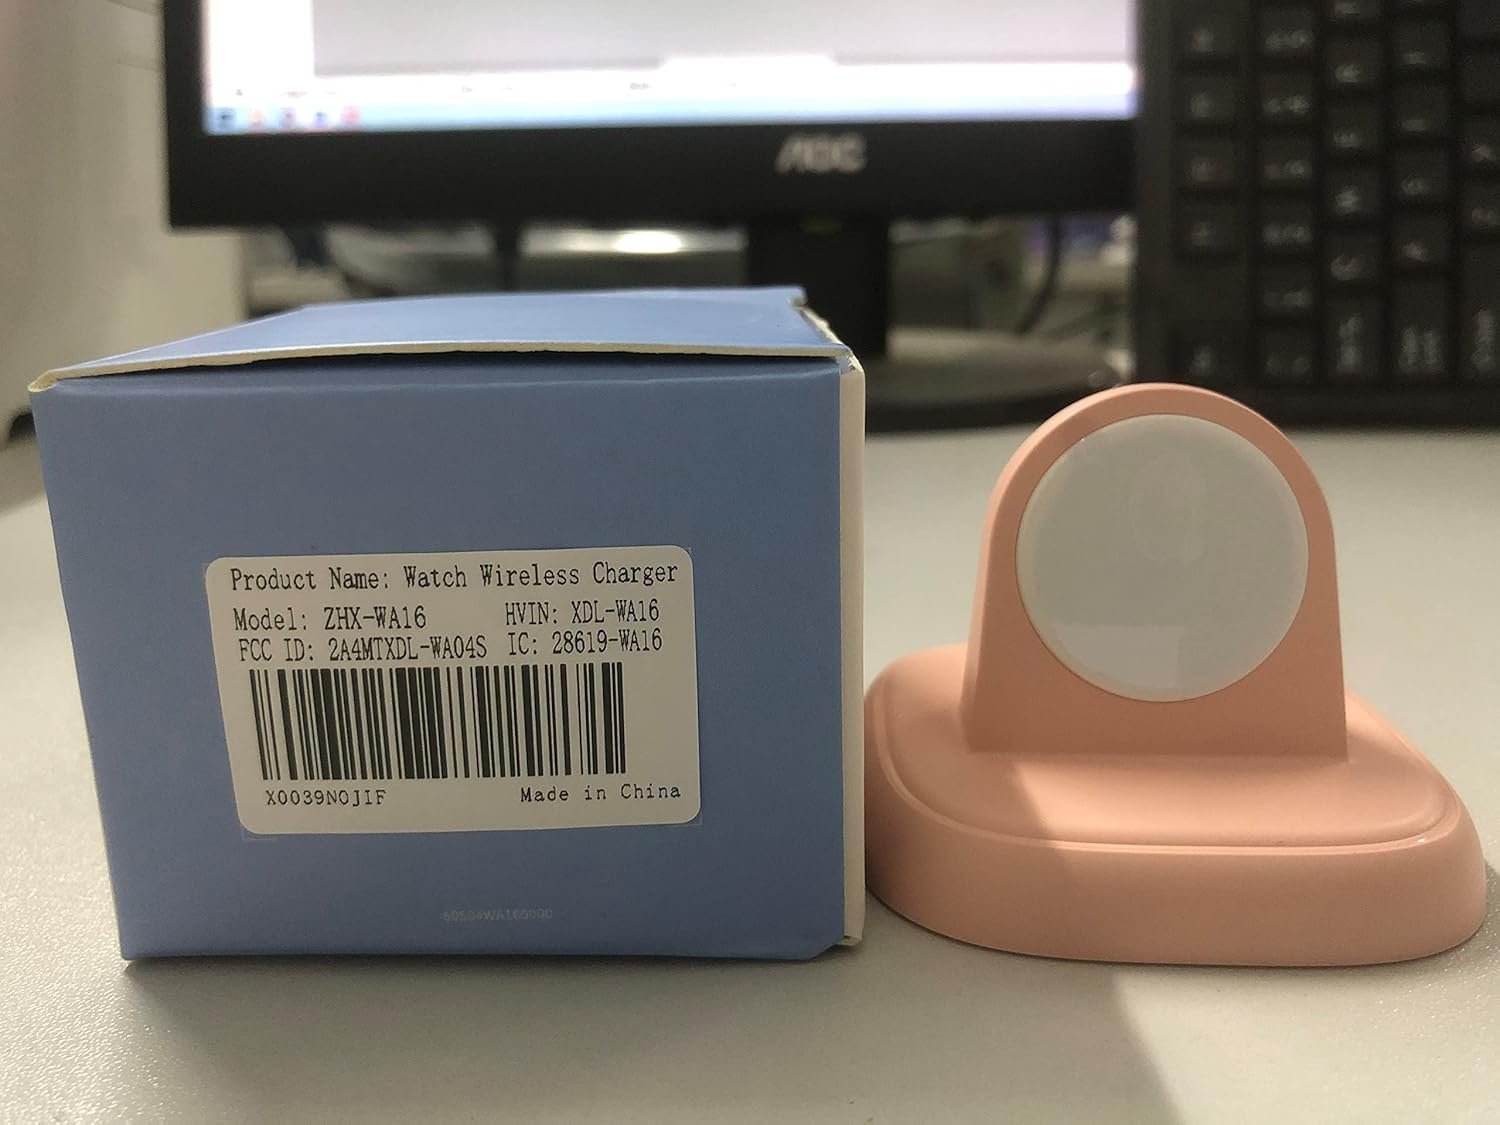 AOC
Product Name: Watch Wireless Charger
Model: ZHX-WA16 HVIN: XDL-WA16
FCC ID: 2A4MTXDL-WA04S IC: 28619-WA16
X0039N0JIF Made in China